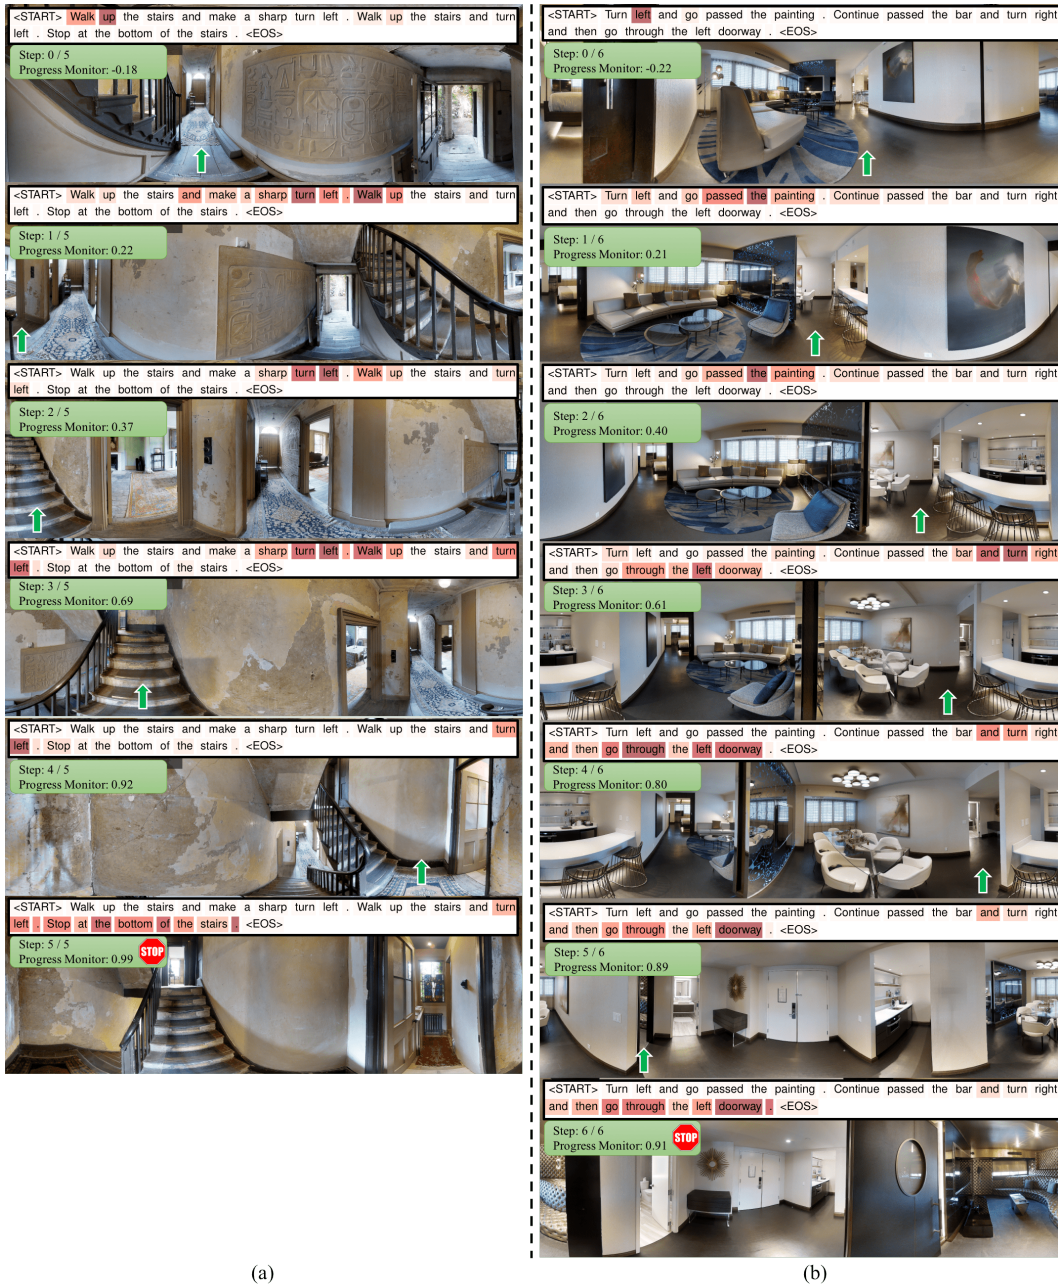 <START> Walk up the stairs and make a sharp turn left . Walk up the stairs and turn
left . Stop at the bottom of the stairs . <EOS>
Step: 0 / 5
Progress Monitor: -0.18
<START> Walk up the stairs and make a sharp turn left . Walk up the stairs and turn
left . Stop at the bottom of the stairs . <EOS>
Step: 1 / 5
Progress Monitor: 0.22
<START> Walk up the stairs and make a sharp turn left . Walk up the stairs and turn
left . Stop at the bottom of the stairs . <EOS>
Step: 2 / 5
Progress Monitor: 0.37
<START> Walk up the stairs and make a sharp turn left . Walk up the stairs and turn
left . Stop at the bottom of the stairs . <EOS>
Step: 3 / 5
Progress Monitor: 0.69
<START> Walk up the stairs and make a sharp turn left . Walk up the stairs and turn
left . Stop at the bottom of the stairs . <EOS>
Step: 4 / 5
Progress Monitor: 0.92
<START> Walk up the stairs and make a sharp turn left . Walk up the stairs and turn
left . Stop at the bottom of the stairs . <EOS>
Step: 5 / 5
Progress Monitor: 0.99
STOP
(a)
<START> Turn left and go passed the painting . Continue passed the bar and turn right
and then go through the left doorway . <EOS>
Step: 0 / 6
Progress Monitor: -0.22
<START> Turn left and go passed the painting . Continue passed the bar and turn right
and then go through the left doorway . <EOS>
Step: 1 / 6
Progress Monitor: 0.21
<START> Turn left and go passed the painting . Continue passed the bar and turn right
and then go through the left doorway . <EOS>
Step: 2 / 6
Progress Monitor: 0.40
<START> Turn left and go passed the painting . Continue passed the bar and turn right
and then go through the left doorway . <EOS>
Step: 3 / 6
Progress Monitor: 0.61
<START> Turn left and go passed the painting . Continue passed the bar and turn right
and then go through the left doorway . <EOS>
Step: 4 / 6
Progress Monitor: 0.80
<START> Turn left and go passed the painting . Continue passed the bar and turn right
and then go through the left doorway . <EOS>
Step: 5 / 6
Progress Monitor: 0.89
<START> Turn left and go passed the painting . Continue passed the bar and turn right
and then go through the left doorway . <EOS>
Step: 6 / 6
Progress Monitor: 0.91
STOP
(b)